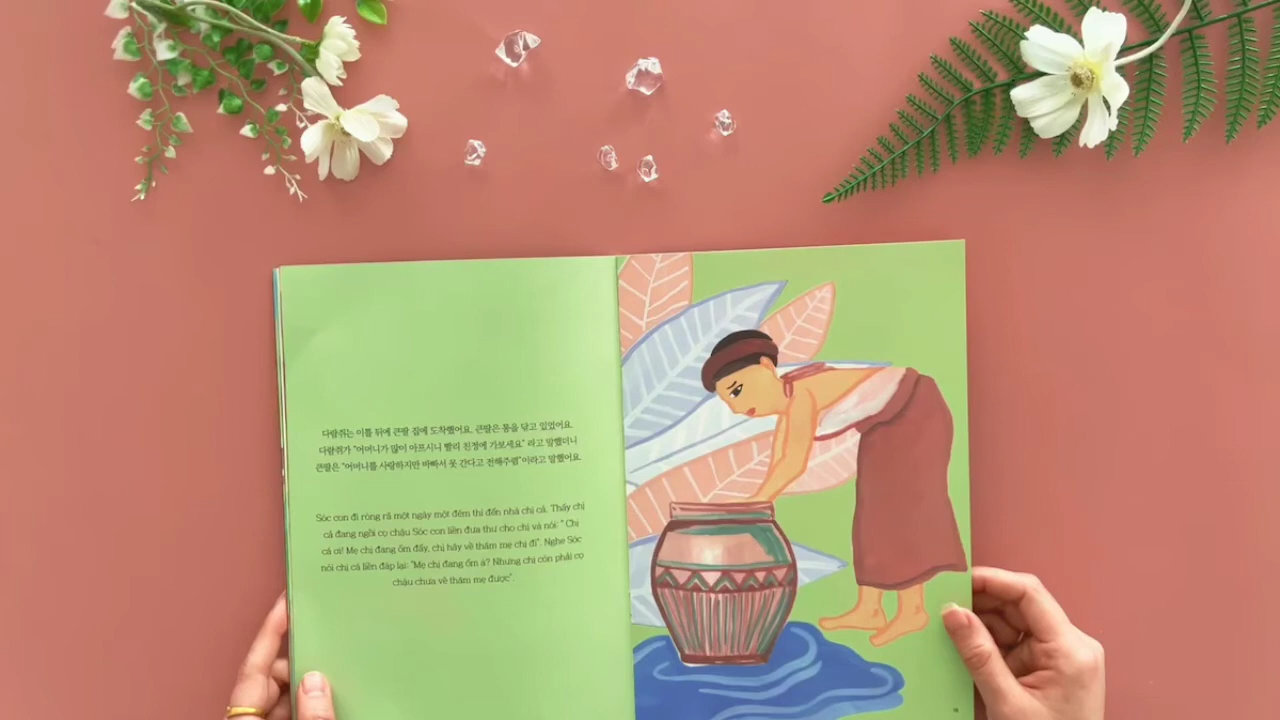 다람쥐는 이틀 뒤에 큰딸 집에 도착했어요. 큰딸은 통을 닦고 있었어요.
다람쥐가 "어머니가 많이 아프시니 빨리 친정에 가보세요" 라고 말했더니
큰딸은 "어머니를 사랑하지만 바빠서 못 간다고 전해주렴"이라고 말했어요.
Sóc con đi ròng rã một ngày một đêm thì đến nhà chị cả. Thấy chị
cả đang ngồi cọ chậu Sóc con liền đưa thư cho chị và nói: " Chị
cả ơi! Mẹ chị đang ốm đấy, chị hãy về thăm mẹ chị đi". Nghe Sóc
nói chị cả liền đáp lại: "Mẹ chị đang ốm à? Nhưng chị còn phải cọ
chậu chưa về thăm mẹ được".